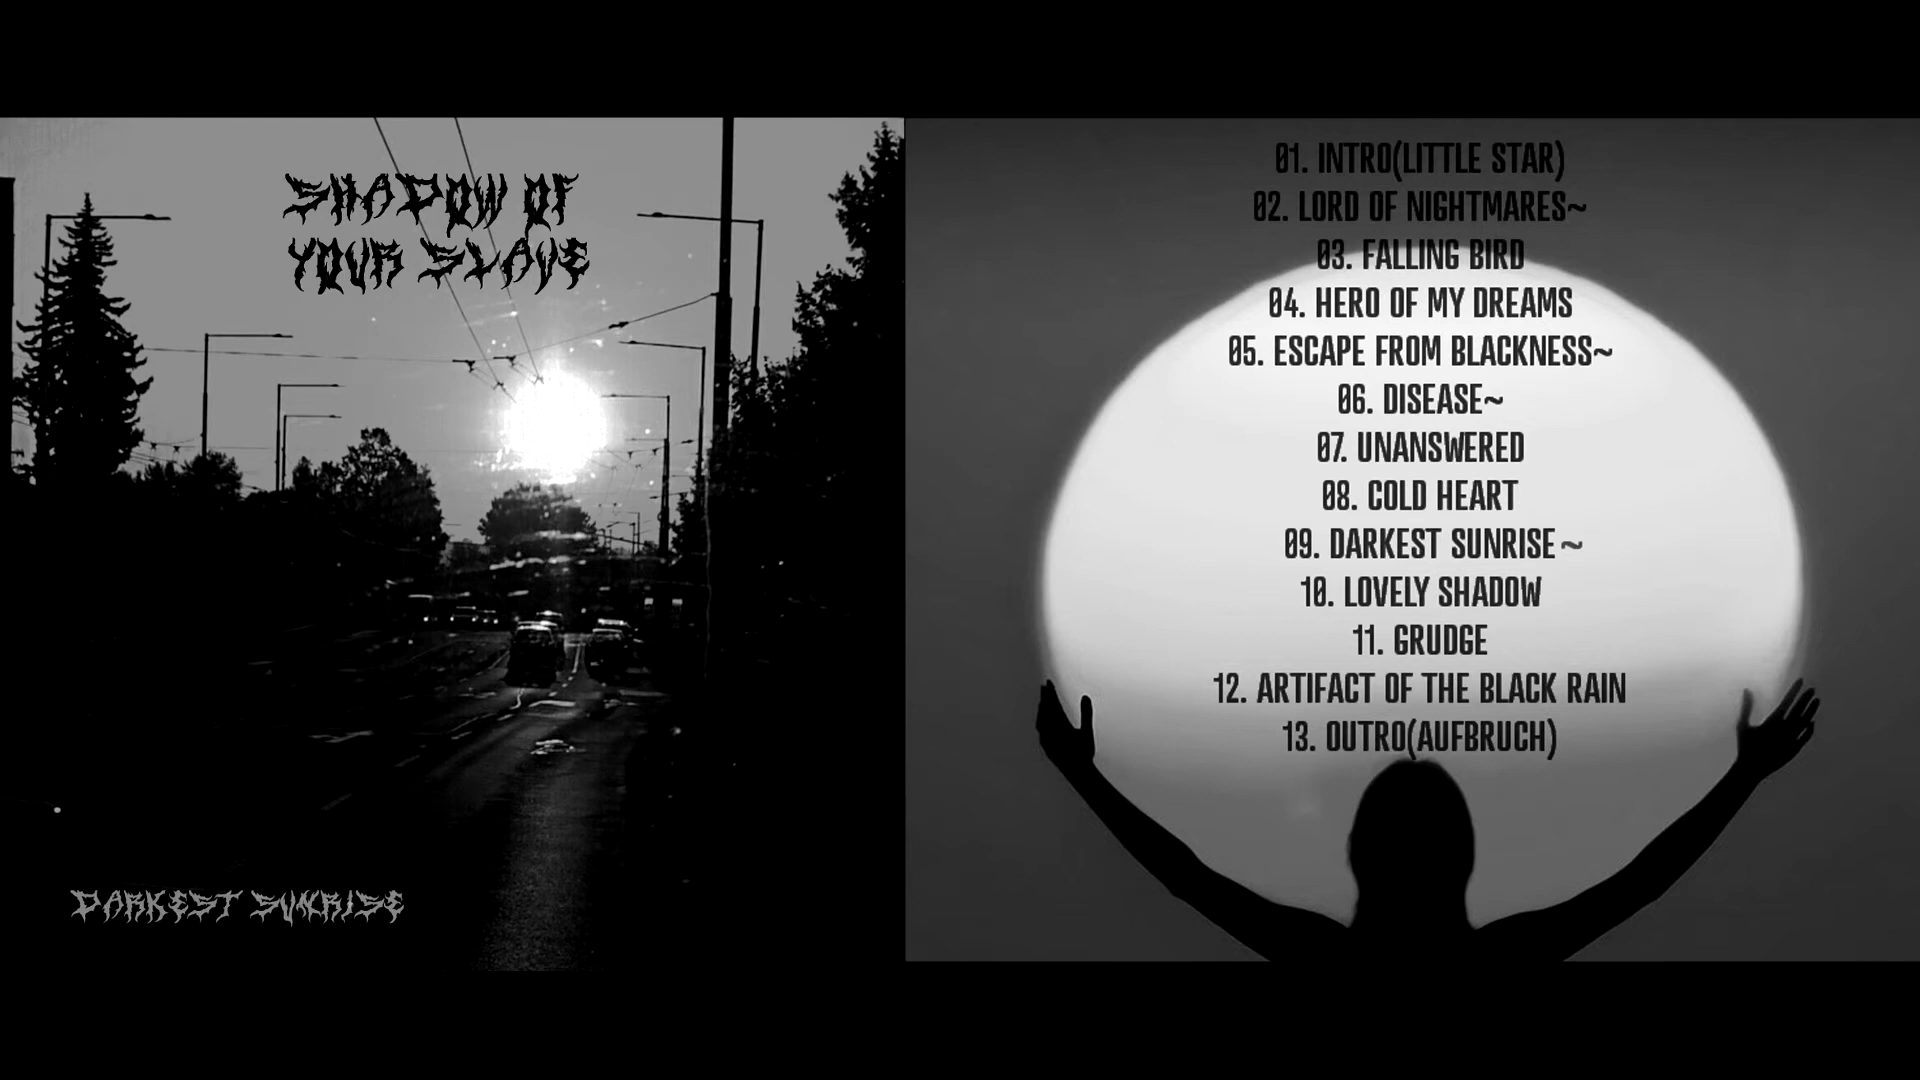 SHADOW OF
YOUR SLAVE
DARKEST SUNRISE
01. INTRO(LITTLE STAR)
02. LORD OF NIGHTMARES~
03. FALLING BIRD
04. HERO OF MY DREAMS
05. ESCAPE FROM BLACKNESS~
06. DISEASE~
07. UNANSWERED
08. COLD HEART
09. DARKEST SUNRISE ~
10. LOVELY SHADOW
11. GRUDGE
12. ARTIFACT OF THE BLACK RAIN
13. OUTRO(AUFBRUCH)